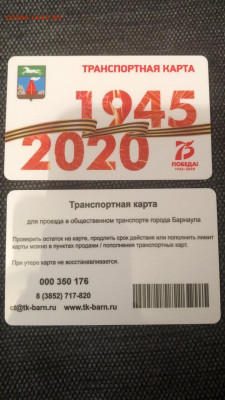 ТРАНСПОРТНАЯ КАРТА
1945
2020
75
ПОБЕДА!
1945-2020
Транспортная карта
для проезда в общественном транспорте города Барнаула
Проверить остаток на карте, продлить срок действия или пополнить лимит
карты можно в пунктах продажи / пополнения транспортных карт.
При утере карта не восстанавливается.
000 350 176
8 (3852) 717-820
@tk-barn.ru www.tk-barn.ru